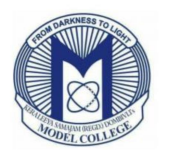 FROM DARKNESS TO LIGHT
KERALEEYA SAMAJAM (REGD.) DOMBIVLI'S
MODEL COLLEGE